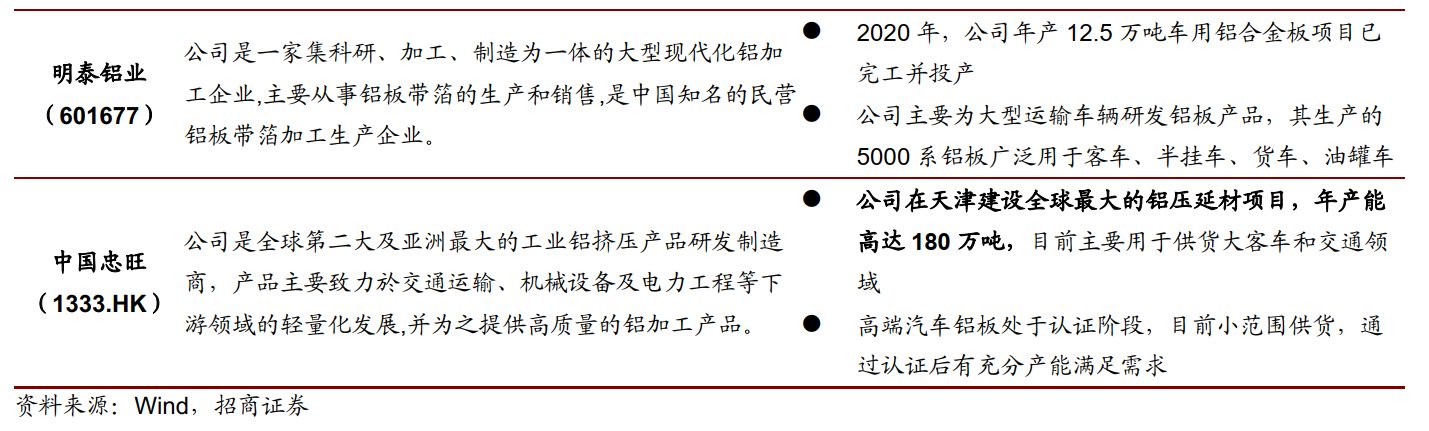 明泰铝业
（601677）
公司是一家集科研、加工、制造为一体的大型现代化铝加
工企业,主要从事铝板带箔的生产和销售,是中国知名的民营
铝板带箔加工生产企业。
● 2020 年，公司年产 12.5 万吨车用铝合金板项目已
完工并投产
● 公司主要为大型运输车辆研发铝板产品，其生产的
5000 系铝板广泛用于客车、半挂车、货车、油罐车
中国忠旺
（1333.HK）
公司是全球第二大及亚洲最大的工业铝挤压产品研发制造
商，产品主要致力於交通运输、机械设备及电力工程等下
游领域的轻量化发展,并为之提供高质量的铝加工产品。
● 公司在天津建设全球最大的铝压延材项目，年产能
高达 180 万吨，目前主要用于供货大客车和交通领
域
● 高端汽车铝板处于认证阶段，目前小范围供货，通
过认证后有充分产能满足需求
资料来源：Wind，招商证券